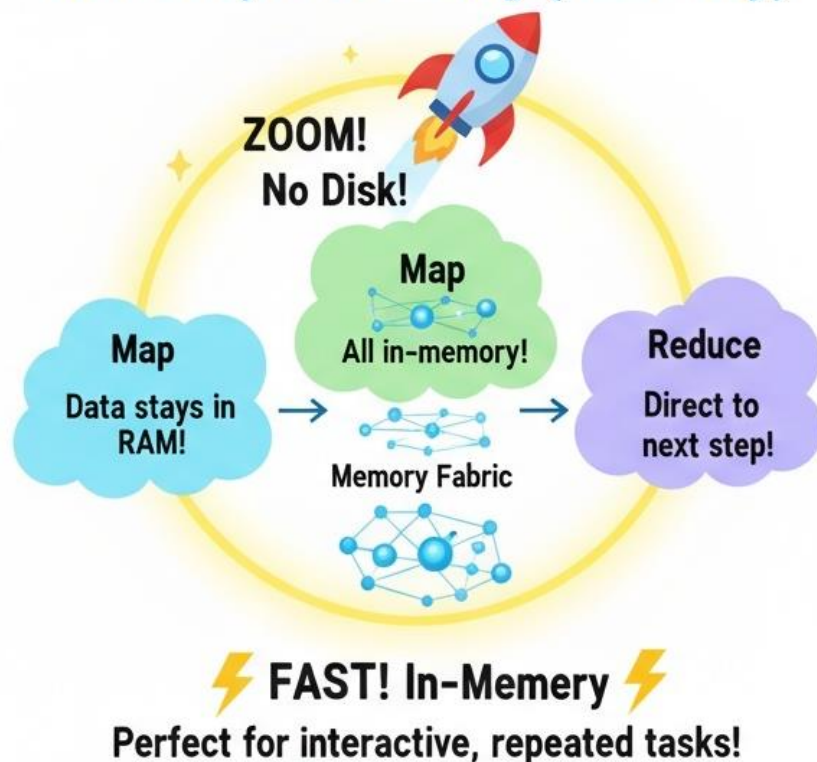 ZOOM!
No Disk!
Map
Data stays in
RAM!
Map
All in-memory!
Memory Fabric
Reduce
Direct to
next step!
FAST! In-Memery
Perfect for interactive, repeated tasks!